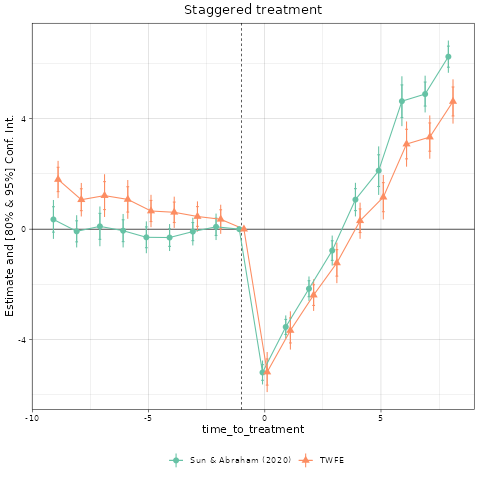 Staggered treatment
Estimate and [80% & 95%] Conf. Int.
4
0
-4
-10
-5
0
5
time_to_treatment
Sun & Abraham (2020)
TWFE